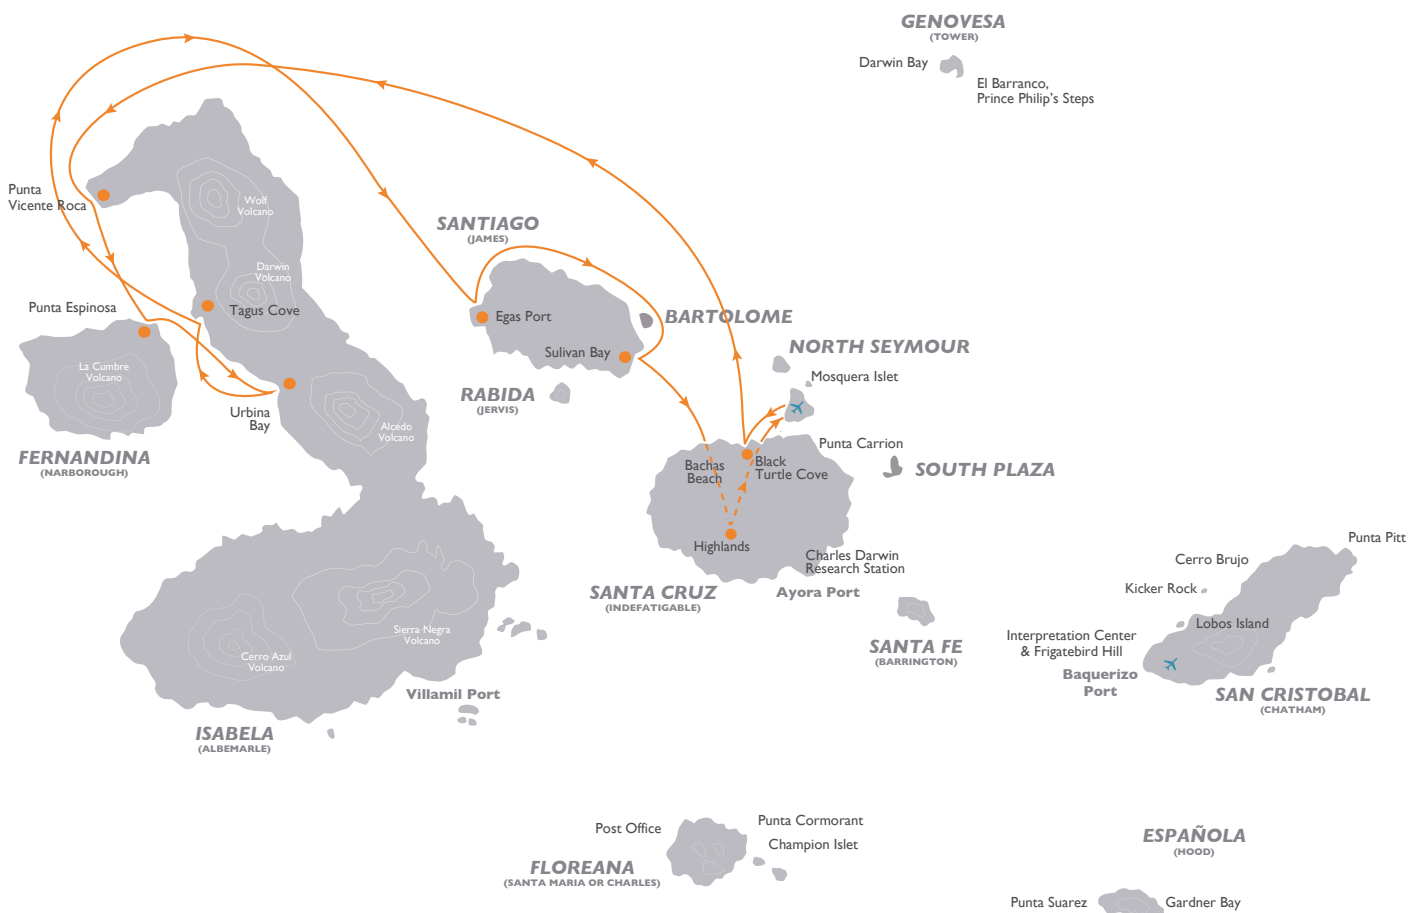 GENOVESA
(TOWER)
Darwin Bay
El Barranco,
Prince Philip's Steps
Punta
Vicente Roca
Wolf
Volcano
Darwin
Volcano
Tagus Cove
Punta Espinosa
La Cumbre
Volcano
Urbina
Bay
Alcedo
Volcano
FERNANDINA
(NARBOROUGH)
SANTIAGO
(JAMES)
Egas Port
Sulivan Bay
BARTOLOME
RABIDA
(JERVIS)
NORTH SEYMOUR
Mosquera Islet
Punta Carrion
SOUTH PLAZA
Bachas
Beach
Black
Turtle Cove
Highlands
Charles Darwin
Research Station
SANTA CRUZ
(INDEFATIGABLE)
Ayora Port
SANTA FE
(BARRINGTON)
Punta Pitt
Cerro Brujo
Kicker Rock
Lobos Island
Interpretation Center
& Frigatebird Hill
Baquerizo
Port
SAN CRISTOBAL
(CHATHAM)
Sierra Negra
Volcano
Cerro Azul
Volcano
Villamil Port
ISABELA
(ALBEMARLE)
Post Office
Punta Cormorant
Champion Islet
FLOREANA
(SANTA MARIA OR CHARLES)
ESPAÑOLA
(HOOD)
Punta Suarez
Gardner Bay